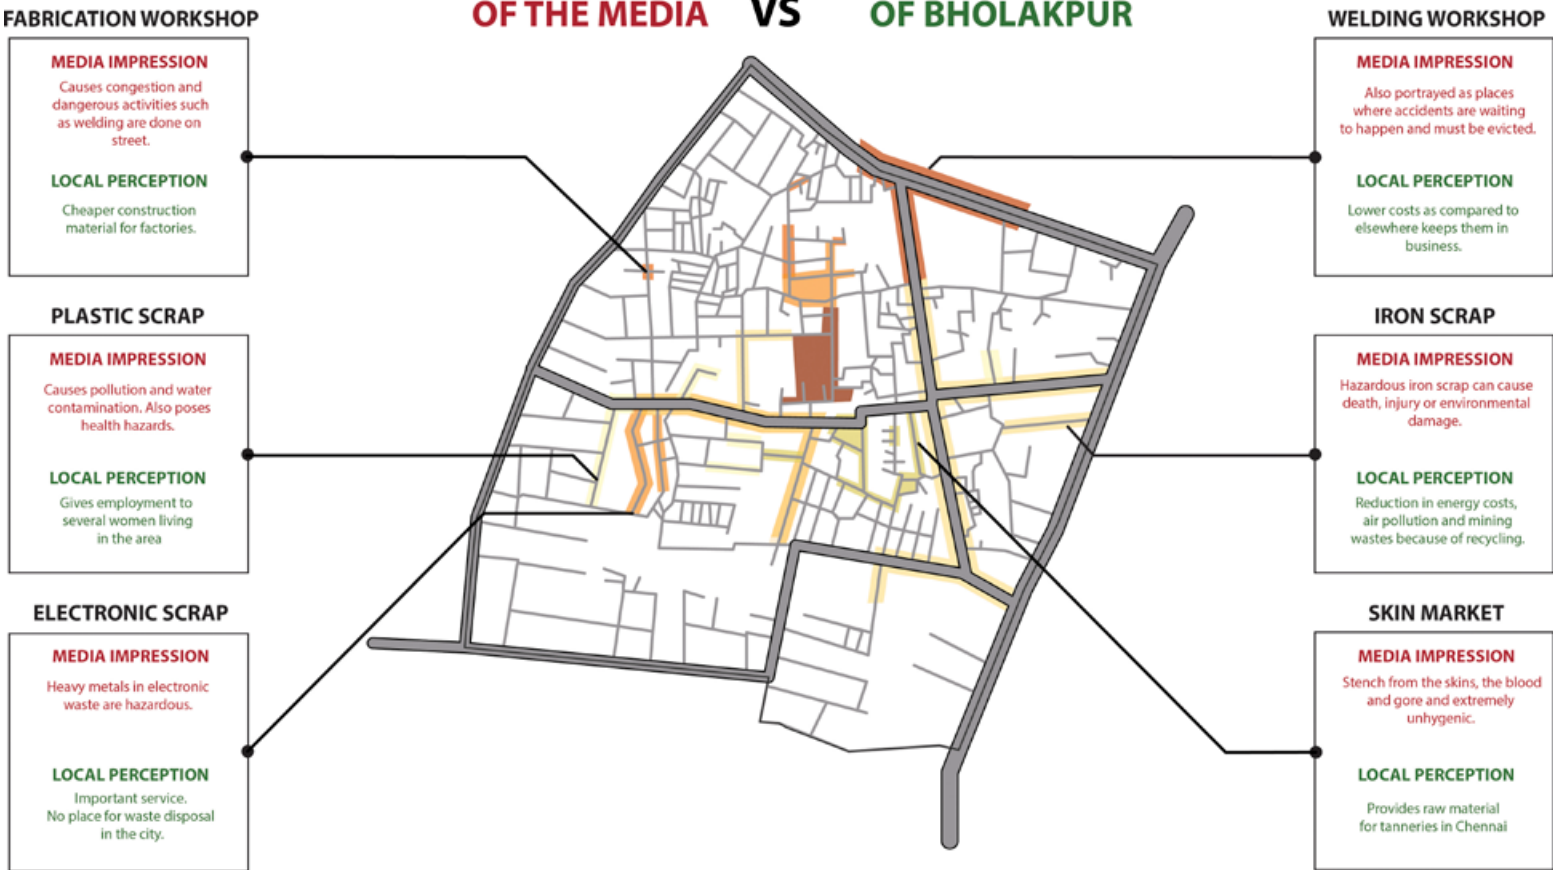 OF THE MEDIA VS OF BHOLAKPUR
FABRICATION WORKSHOP
MEDIA IMPRESSION
Causes congestion and
dangerous activities such
as welding are done on
street.
LOCAL PERCEPTION
Cheaper construction
material for factories.
PLASTIC SCRAP
MEDIA IMPRESSION
Causes pollution and water
contamination. Also poses
health hazards.
LOCAL PERCEPTION
Gives employment to
several women living
in the area
ELECTRONIC SCRAP
MEDIA IMPRESSION
Heavy metals in electronic
waste are hazardous.
LOCAL PERCEPTION
Important service.
No place for waste disposal
in the city.
WELDING WORKSHOP
MEDIA IMPRESSION
Also portrayed as places
where accidents are waiting
to happen and must be evicted.
LOCAL PERCEPTION
Lower costs as compared to
elsewhere keeps them in
business.
IRON SCRAP
MEDIA IMPRESSION
Hazardous iron scrap can cause
death, injury or environmental
damage.
LOCAL PERCEPTION
Reduction in energy costs,
air pollution and mining
wastes because of recycling.
SKIN MARKET
MEDIA IMPRESSION
Stench from the skins, the blood
and gore and extremely
unhygenic.
LOCAL PERCEPTION
Provides raw material
for tanneries in Chennai